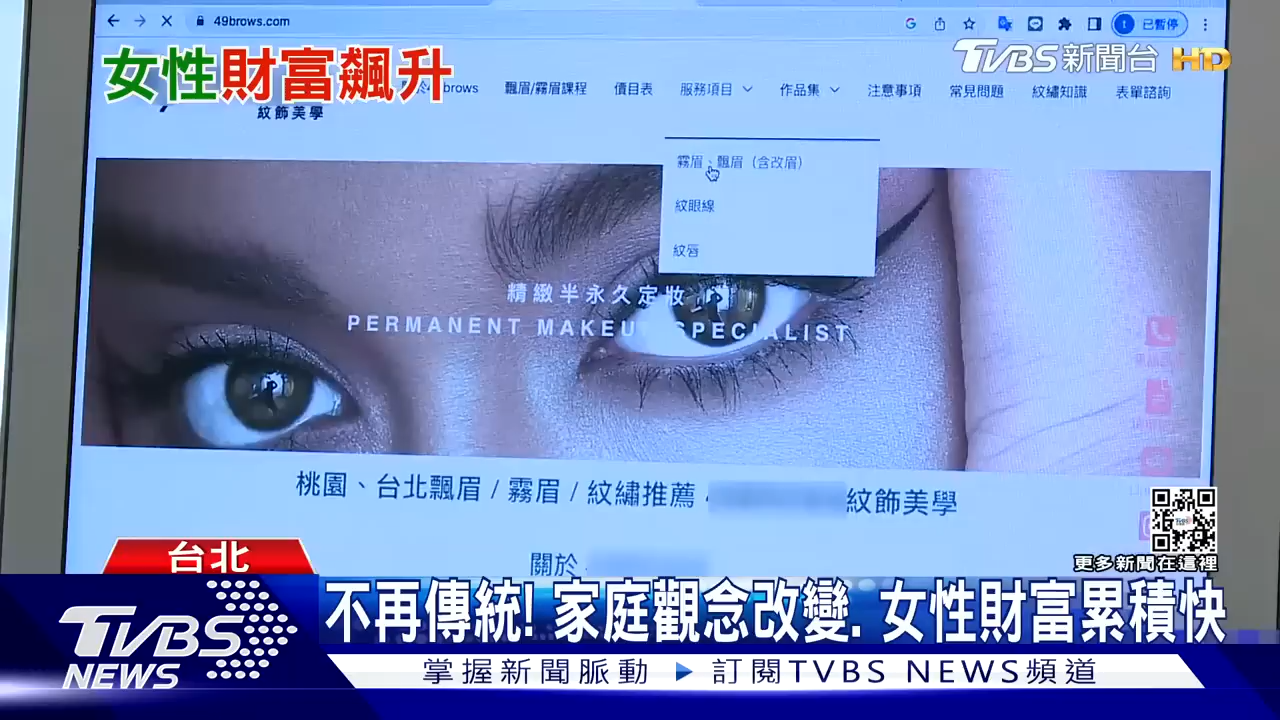 49brows.com
已暫停
女性財富飆升
TVBS新聞台 HD
brows 飄眉/霧眉課程 價目表 服務項目 作品集 注意事項 常見問題 紋繡知識 表單諮詢
紋飾美學
霧眉、飄眉（含改眉）
紋眼線
紋唇
精緻半永久定妝
PERMANENT MAKEUP SPECIALIST
桃園、台北飄眉 / 霧眉 / 紋繡推薦
紋飾美學
關於
更多新聞在這裡
台北
不再傳統! 家庭觀念改變. 女性財富累積快
TVBS NEWS
掌握新聞脈動 訂閱TVBS NEWS頻道